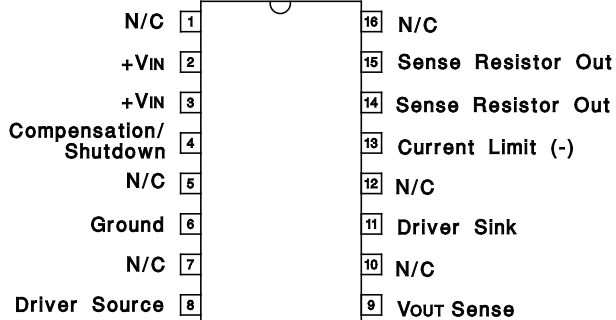 N/C 1
+VIN 2
+VIN 3
Compensation/
Shutdown 4
N/C 5
Ground 6
N/C 7
Driver Source 8
16 N/C
15 Sense Resistor Out
14 Sense Resistor Out
13 Current Limit (-)
12 N/C
11 Driver Sink
10 N/C
9 VOUT Sense